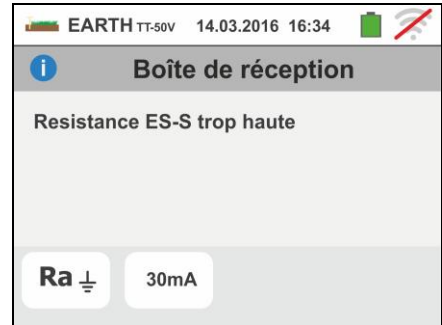 EARTH TT-50V 14.03.2016 16:34
i Boîte de réception
Resistance ES-S trop haute
Ra 30mA